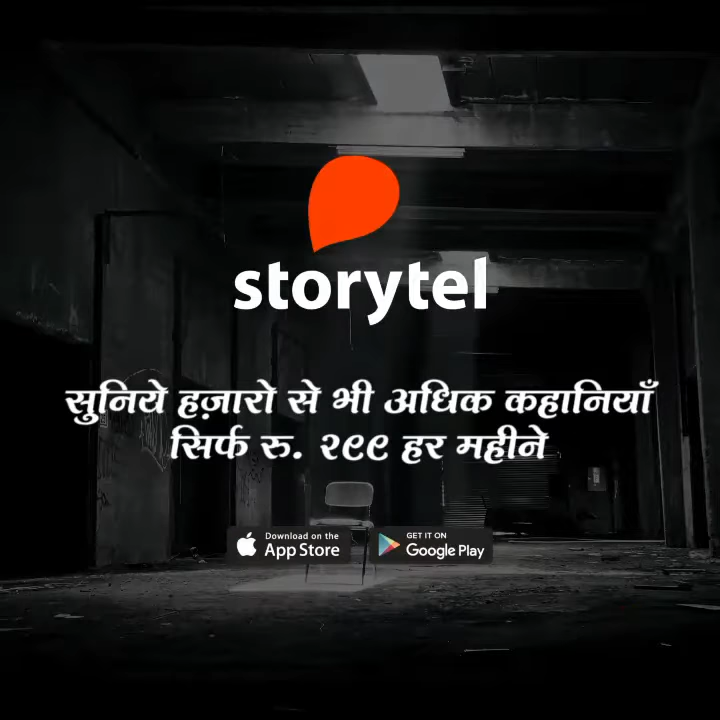 storytel
सुनिये हज़ारो से भी अधिक कहानियाँ
सिर्फ रु. २९९ हर महीने
Download on the
App Store
GET IT ON
Google Play